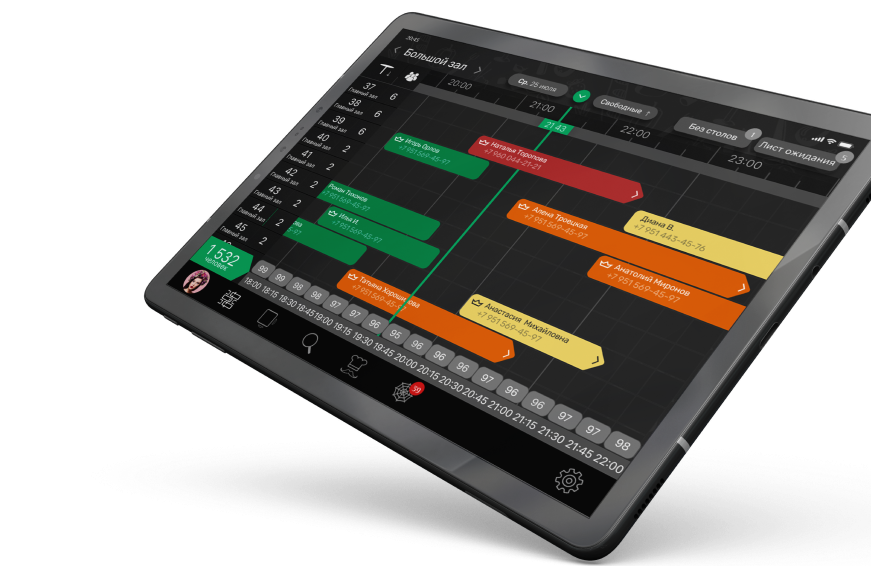 20:45
Большой зал
Ср. 25 июля
Свободные ↑
Без столов 1
Лист ожидания 5
20:00
21:00
21:43
22:00
23:00
37 6
Главный зал
38 6
Главный зал
39 6
Главный зал
40 2
Главный зал
41 2
Главный зал
42 2
Главный зал
43 2
Главный зал
44 2
Главный зал
45 2
Главный зал
Игорь Орлов
+7 951 569-45-97
Наталья Торопова
+7 960 064-21-21
Роман Тихонов
+7 951 569-45-97
Илья И.
+7 951 569-45-97
Алена Троецкая
+7 951 569-45-97
Диана В.
+7 951 443-45-76
Анатолий Миронов
+7 951 569-45-97
Татьяна
+7 951 569-45-97
Анастасия Михайловна
+7 951 569-45-97
1 532
человек
98 98 98 98 97 97 96 95 96 96 96 97 96 96 97 97 98
18:00 18:15 18:30 18:45 19:00 19:15 19:30 19:45 20:00 20:15 20:30 20:45 21:00 21:15 21:30 21:45 22:00
59